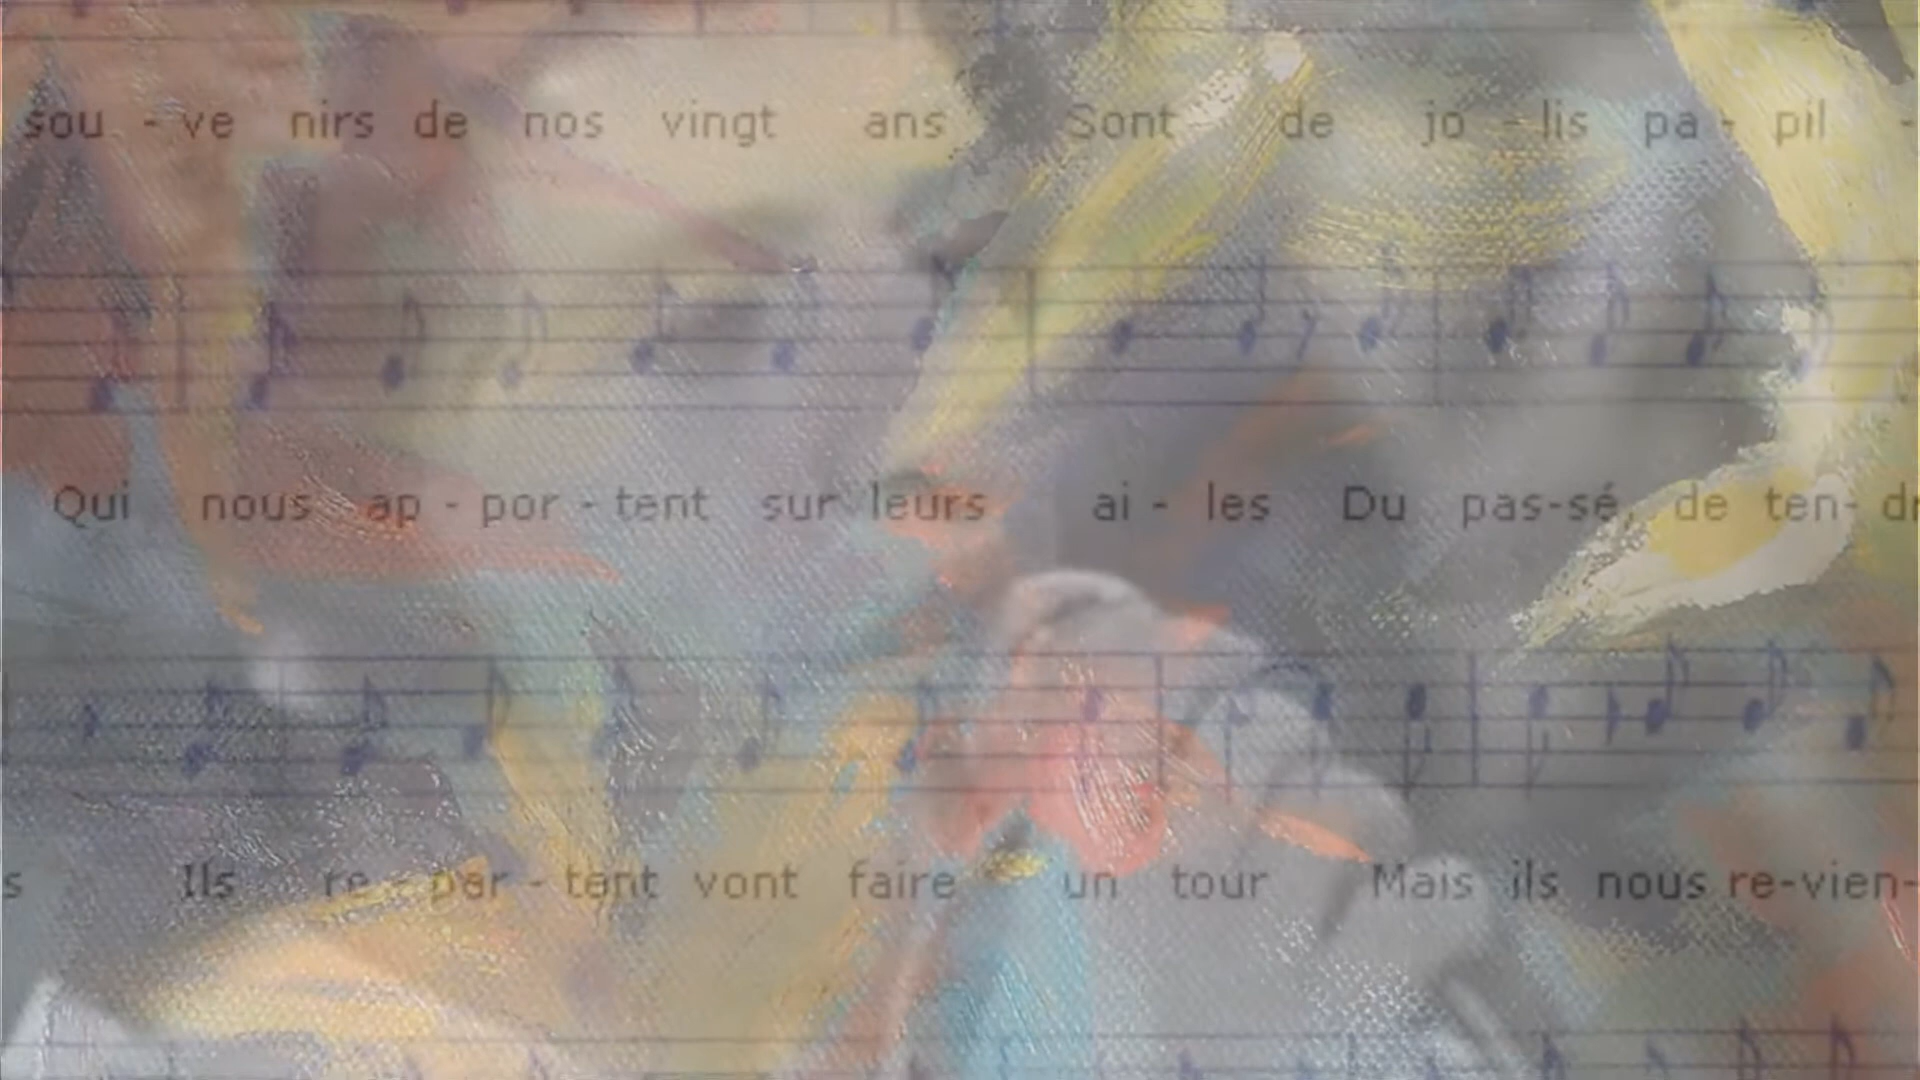 sou - ve nirs de nos vingt ans Sont de jo - lis pa - pil -
Qui nous ap - por - tent sur leurs ai - les Du pas-sé de ten- dr
s Ils re - par - tent vont faire un tour Mais ils nous re-vien-